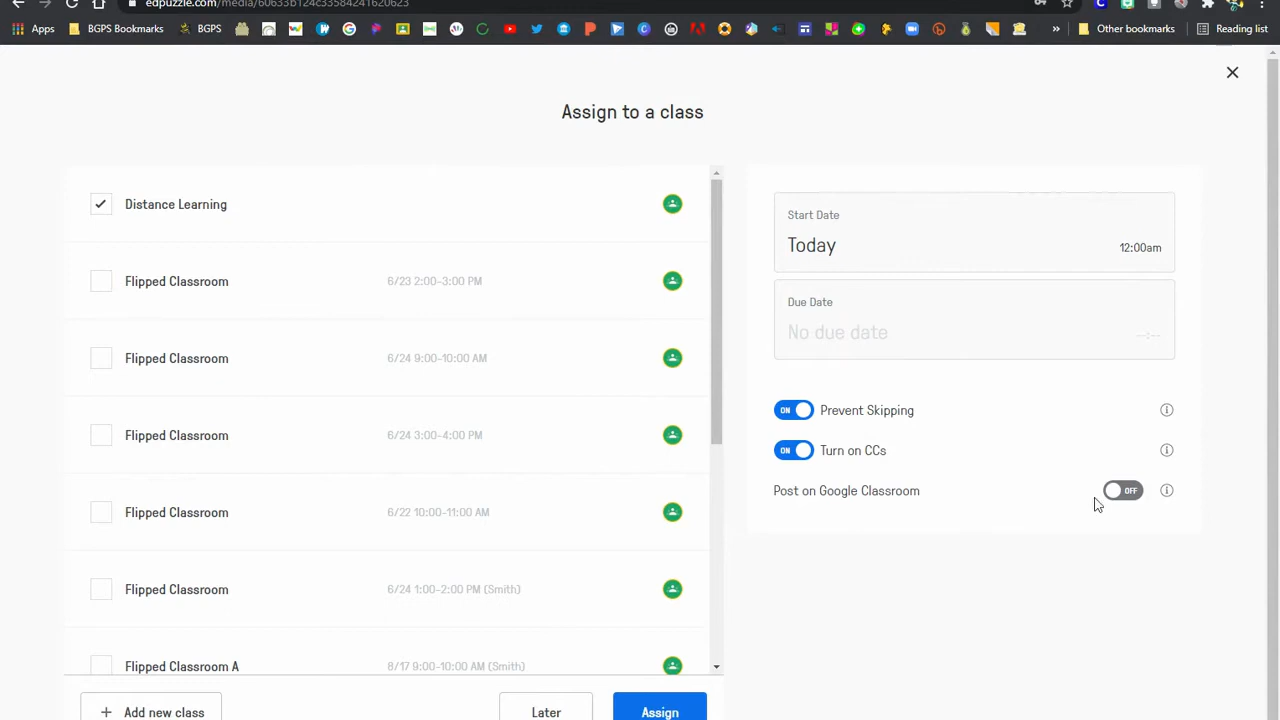 edpuzzle.com/media/60633b124c33584241620623
Apps BGPS Bookmarks BGPS » Other bookmarks Reading list
Assign to a class
Distance Learning
Flipped Classroom 6/23 2:00-3:00 PM
Flipped Classroom 6/24 9:00-10:00 AM
Flipped Classroom 6/24 3:00-4:00 PM
Flipped Classroom 6/22 10:00-11:00 AM
Flipped Classroom 6/24 1:00-2:00 PM (Smith)
Flipped Classroom A 8/17 9:00-10:00 AM (Smith)
+ Add new class
Later
Assign
Start Date
Today 12:00am
Due Date
No due date --:--
ON Prevent Skipping
ON Turn on CCs
Post on Google Classroom OFF